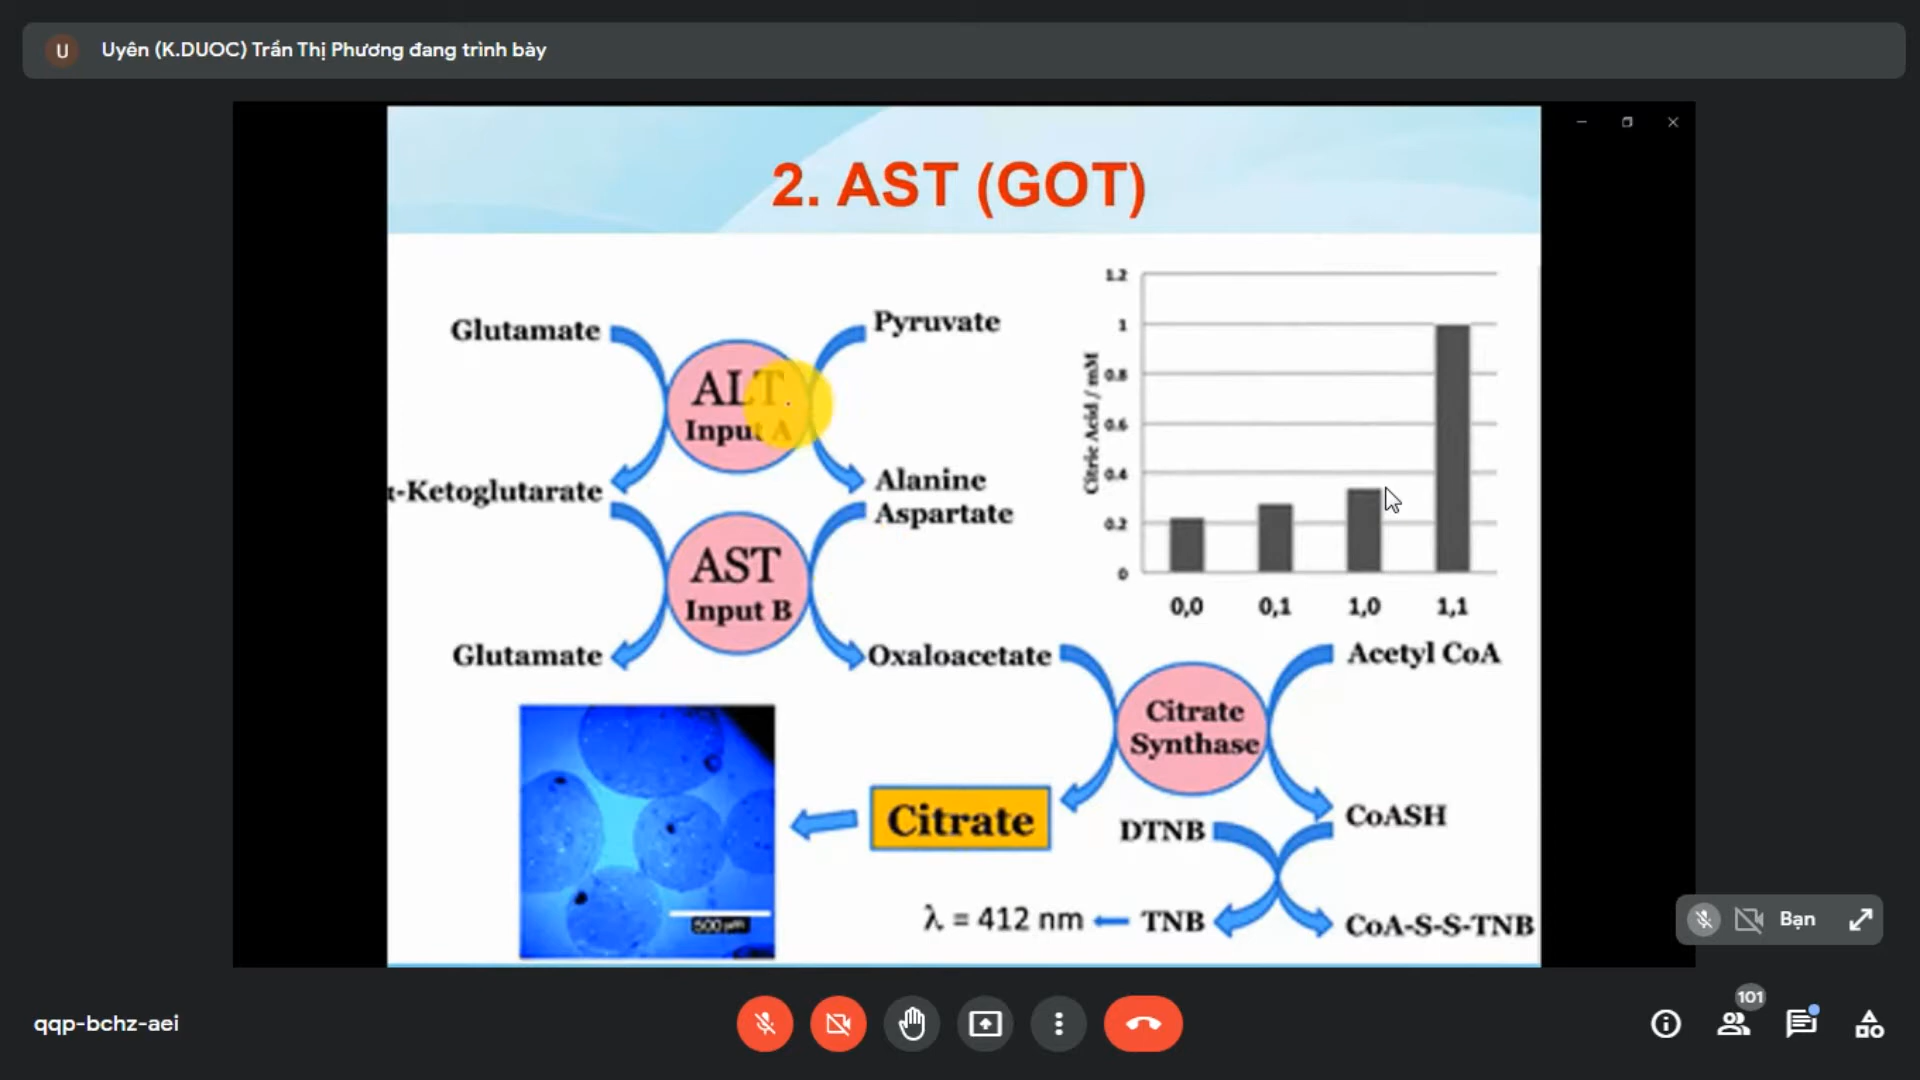 U
Uyên (K.DUOC) Trần Thị Phương đang trình bày
2. AST (GOT)
Glutamate
Pyruvate
ALT
Input A
-Ketoglutarate
Alanine
Aspartate
AST
Input B
Glutamate
Oxaloacetate
1.2
1
0.8
0.6
0.4
0.2
0
Citric Acid / mM
0,0
0,1
1,0
1,1
Acetyl CoA
Citrate
Synthase
Citrate
DTNB
CoASH
λ = 412 nm
TNB
CoA-S-S-TNB
500 µm
Bạn
qqp-bchz-aei
101